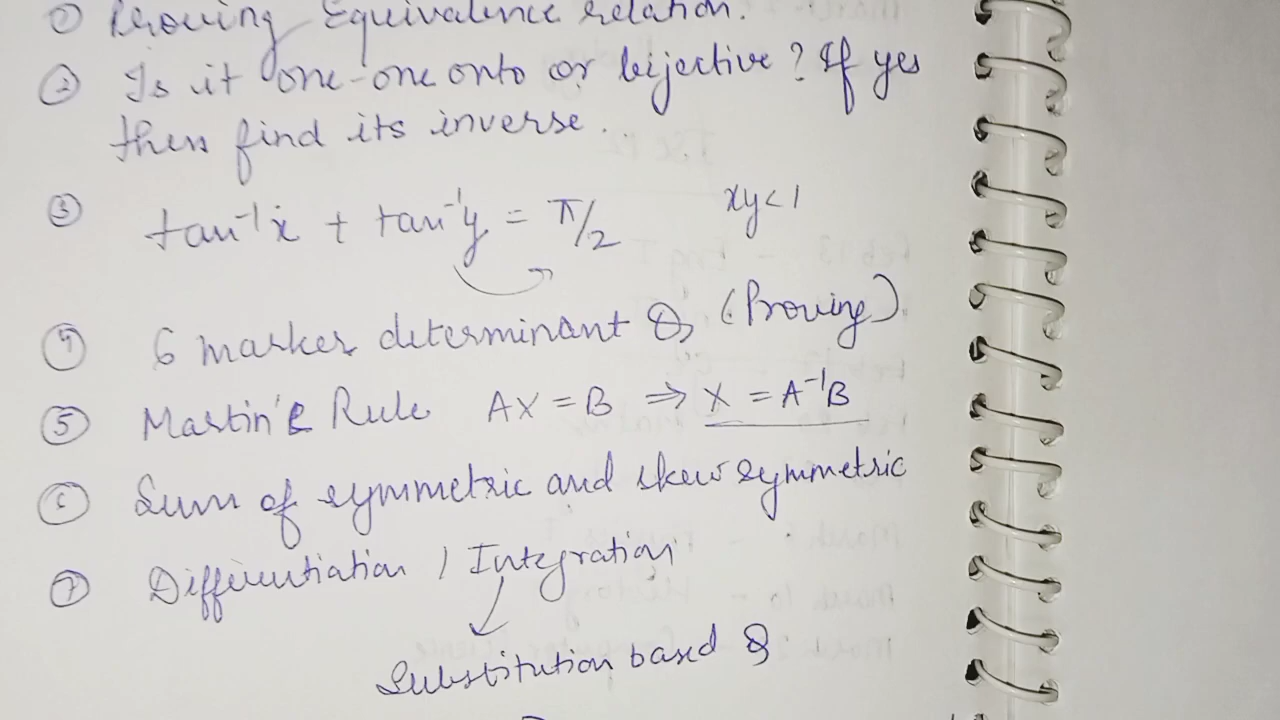 ① Proving Equivalence relation.
② Is it one-one onto or bijective? If yes
then find its inverse.
③ tan⁻¹x + tan⁻¹y = π/2 xy<1
④ 6 marker determinant Qs (Proving)
⑤ Martin's Rule AX = B ⇒ X = A⁻¹B
⑥ Sum of symmetric and skew symmetric
⑦ Differentiation / Integration
Substitution based Q